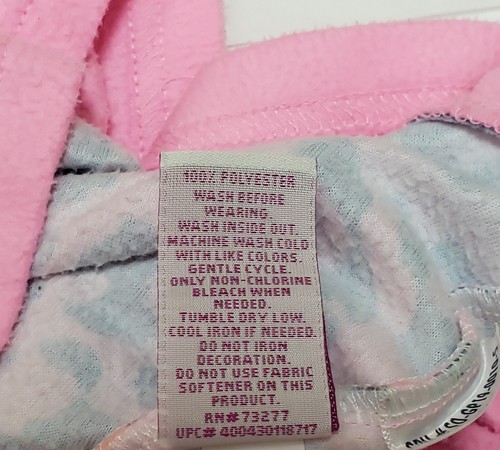 100% POLYESTER
WASH BEFORE
WEARING.
WASH INSIDE OUT.
MACHINE WASH COLD
WITH LIKE COLORS.
GENTLE CYCLE.
ONLY NON-CHLORINE
BLEACH WHEN
NEEDED.
TUMBLE DRY LOW.
COOL IRON IF NEEDED.
DO NOT IRON
DECORATION.
DO NOT USE FABRIC
SOFTENER ON THIS
PRODUCT.
RN# 73277
UPC# 400430118717